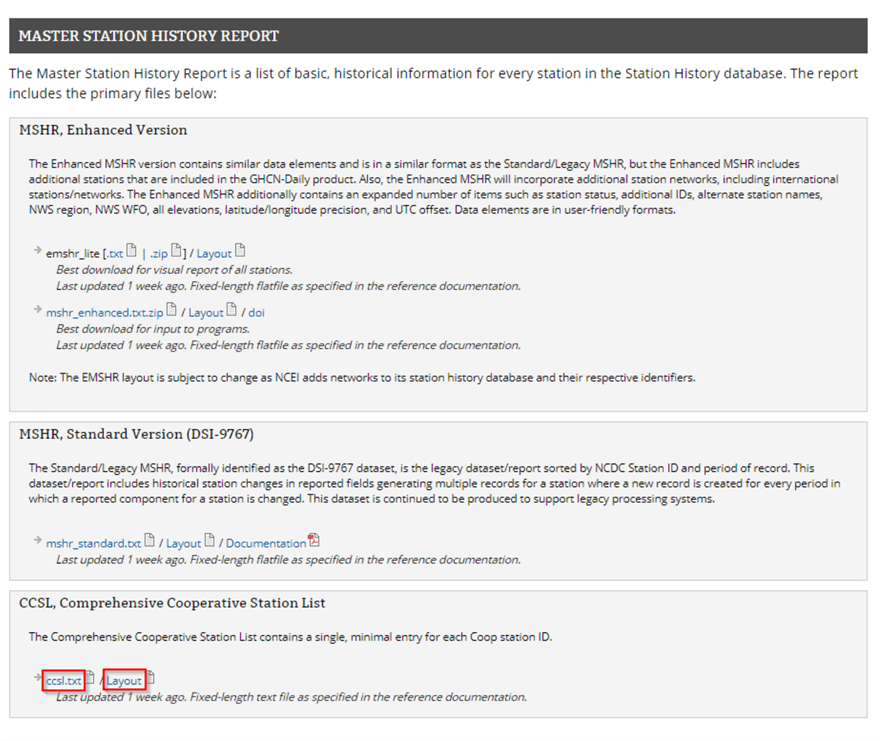 MASTER STATION HISTORY REPORT
The Master Station History Report is a list of basic, historical information for every station in the Station History database. The report
includes the primary files below:
MSHR, Enhanced Version
The Enhanced MSHR version contains similar data elements and is in a similar format as the Standard/Legacy MSHR, but the Enhanced MSHR includes
additional stations that are included in the GHCN-Daily product. Also, the Enhanced MSHR will incorporate additional station networks, including international
stations/networks. The Enhanced MSHR additionally contains an expanded number of items such as station status, additional IDs, alternate station names,
NWS region, NWS WFO, all elevations, latitude/longitude precision, and UTC offset. Data elements are in user-friendly formats.
emshr_lite [.txt | .zip ] / Layout
Best download for visual report of all stations.
Last updated 1 week ago. Fixed-length flatfile as specified in the reference documentation.
mshr_enhanced.txt.zip / Layout / doi
Best download for input to programs.
Last updated 1 week ago. Fixed-length flatfile as specified in the reference documentation.
Note: The EMSHR layout is subject to change as NCEI adds networks to its station history database and their respective identifiers.
MSHR, Standard Version (DSI-9767)
The Standard/Legacy MSHR, formally identified as the DSI-9767 dataset, is the legacy dataset/report sorted by NCDC Station ID and period of record. This
dataset/report includes historical station changes in reported fields generating multiple records for a station where a new record is created for every period in
which a reported component for a station is changed. This dataset is continued to be produced to support legacy processing systems.
mshr_standard.txt / Layout / Documentation
Last updated 1 week ago. Fixed-length flatfile as specified in the reference documentation.
CCSL, Comprehensive Cooperative Station List
The Comprehensive Cooperative Station List contains a single, minimal entry for each Coop station ID.
ccsl.txt / Layout
Last updated 1 week ago. Fixed-length text file as specified in the reference documentation.